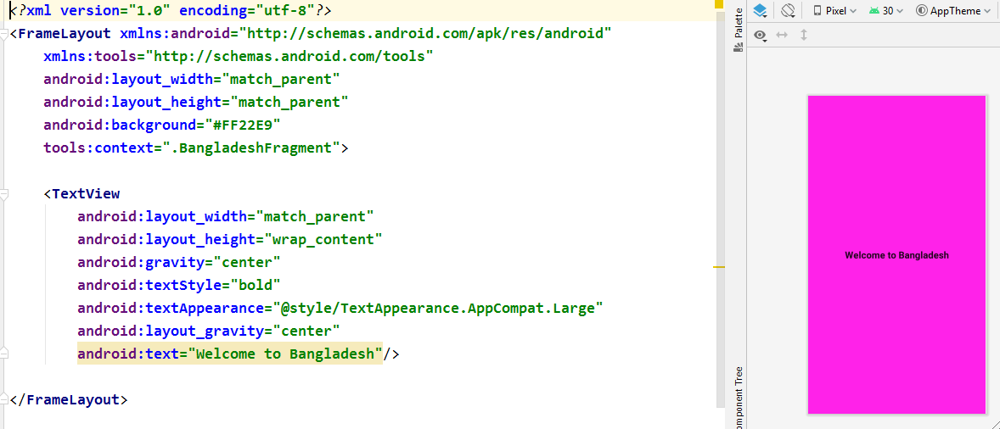 <?xml version="1.0" encoding="utf-8"?>
<FrameLayout xmlns:android="http://schemas.android.com/apk/res/android"
    xmlns:tools="http://schemas.android.com/tools"
    android:layout_width="match_parent"
    android:layout_height="match_parent"
    android:background="#FF22E9"
    tools:context=".BangladeshFragment">

    <TextView
        android:layout_width="match_parent"
        android:layout_height="wrap_content"
        android:gravity="center"
        android:textStyle="bold"
        android:textAppearance="@style/TextAppearance.AppCompat.Large"
        android:layout_gravity="center"
        android:text="Welcome to Bangladesh"/>

</FrameLayout>
Palette
Pixel 30 AppTheme
Welcome to Bangladesh
omponent Tree